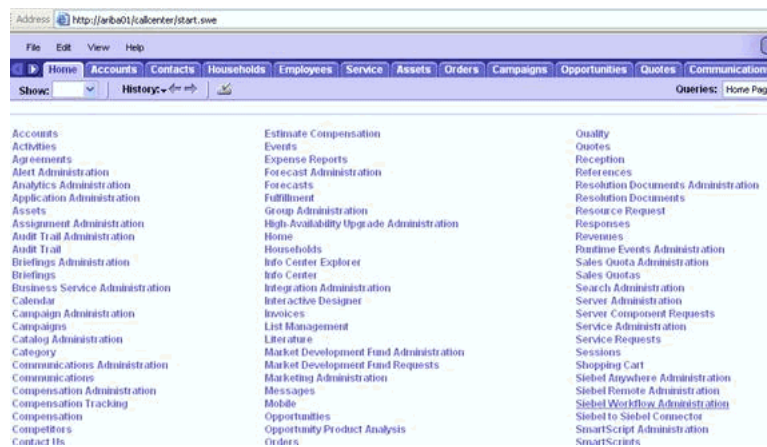 Address http://ariba01/callcenter/start.swe
File Edit View Help
Home Accounts Contacts Households Employees Service Assets Orders Campaigns Opportunities Quotes Communication
Show: History: Queries: Home Pag
Accounts
Activities
Agreements
Alert Administration
Analytics Administration
Application Administration
Assets
Assignment Administration
Audit Trail Administration
Audit Trail
Briefings Administration
Briefings
Business Service Administration
Calendar
Campaign Administration
Campaigns
Catalog Administration
Category
Communications Administration
Communications
Compensation Administration
Compensation Tracking
Compensation
Competitors
Contact Us
Estimate Compensation
Events
Expense Reports
Forecast Administration
Forecasts
Fulfillment
Group Administration
High-Availability Upgrade Administration
Home
Households
Info Center Explorer
Info Center
Integration Administration
Interactive Designer
Invoices
List Management
Literature
Market Development Fund Administration
Market Development Fund Requests
Marketing Administration
Messages
Mobile
Opportunities
Opportunity Product Analysis
Orders
Quality
Quotes
Reception
References
Resolution Documents Administration
Resolution Documents
Resource Request
Responses
Revenues
Runtime Events Administration
Sales Quota Administration
Sales Quotas
Search Administration
Server Administration
Server Component Requests
Service Administration
Service Requests
Sessions
Shopping Cart
Siebel Anywhere Administration
Siebel Remote Administration
Siebel Workflow Administration
Siebel to Siebel Connector
SmartScript Administration
SmartScripts